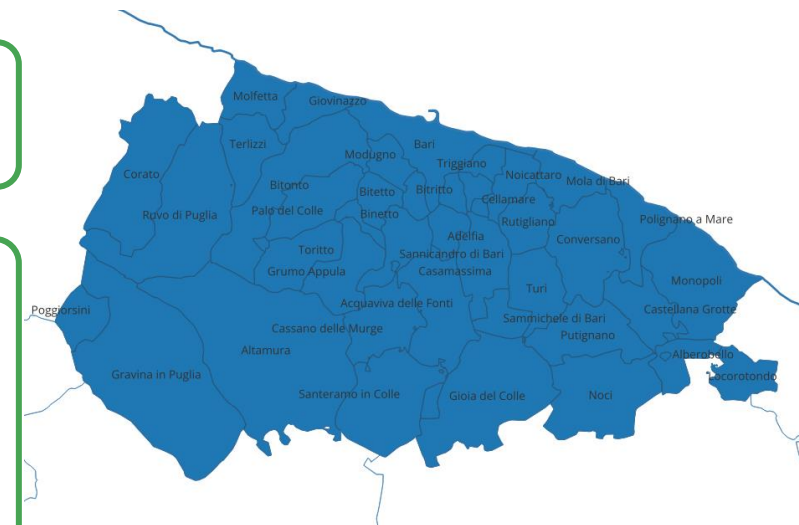 Molfetta
Giovinazzo
Terlizzi
Bari
Modugno
Triggiano
Corato
Noicattaro
Mola di Bari
Bitonto
Bitetto
Britritto
Cellamare
Ruvo di Puglia
Palo del Colle
Binetto
Rutigliano
Polignano a Mare
Adelfia
Conversano
Toritto
Sannicandro di Bari
Grumo Appula
Casamassima
Monopoli
Turi
Poggiorsini
Acquaviva delle Fonti
Castellana Grotte
Sammichele di Bari
Cassano delle Murge
Putignano
Altamura
Alberobello
Gravina in Puglia
Locorotondo
Santeramo in Colle
Gioia del Colle
Noci